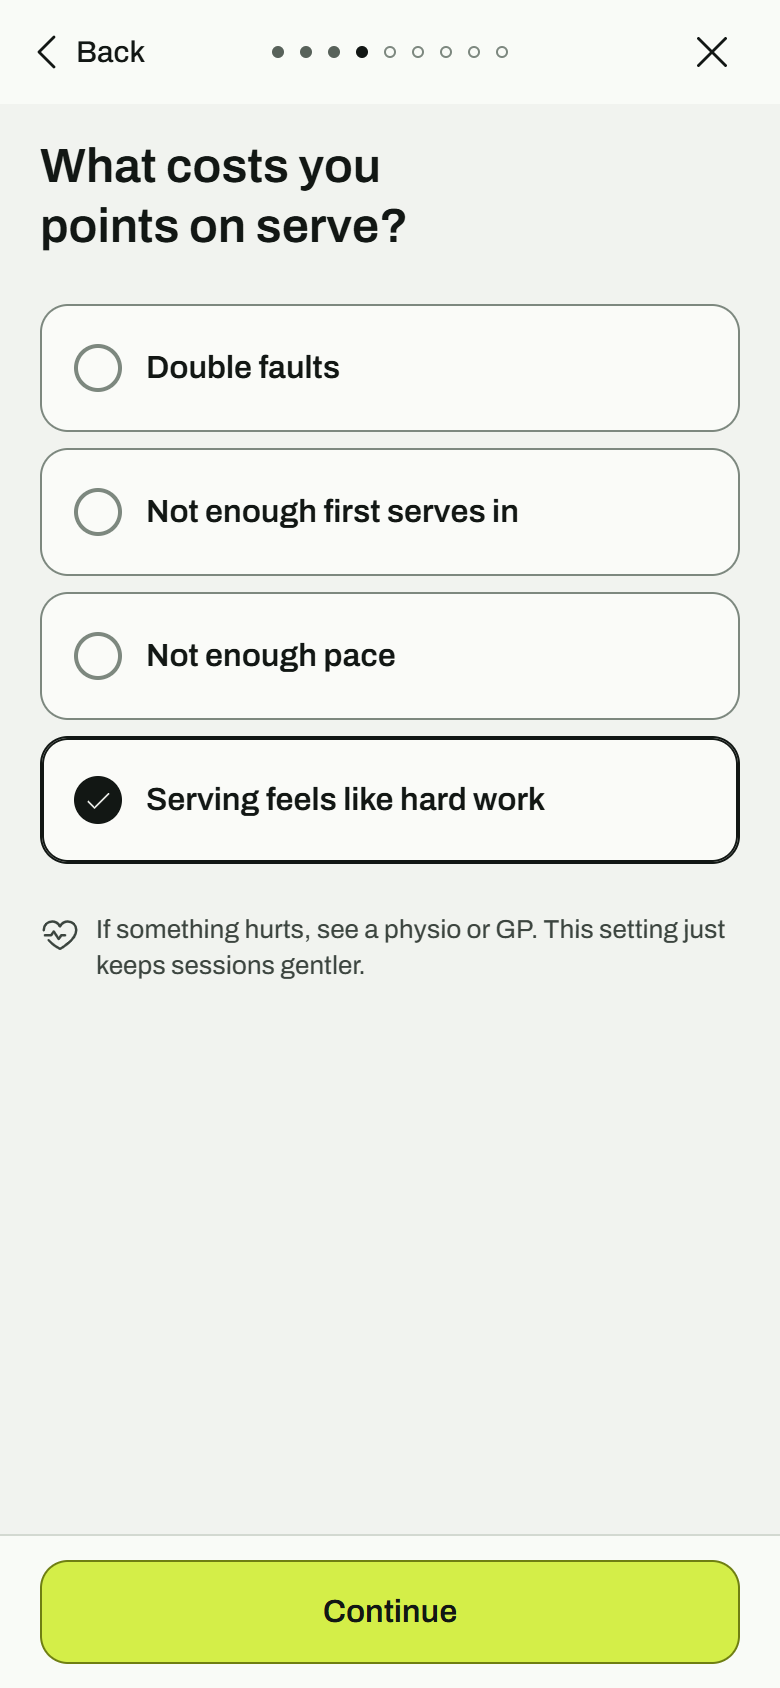 Back
What costs you
points on serve?
Double faults
Not enough first serves in
Not enough pace
Serving feels like hard work
If something hurts, see a physio or GP. This setting just
keeps sessions gentler.
Continue